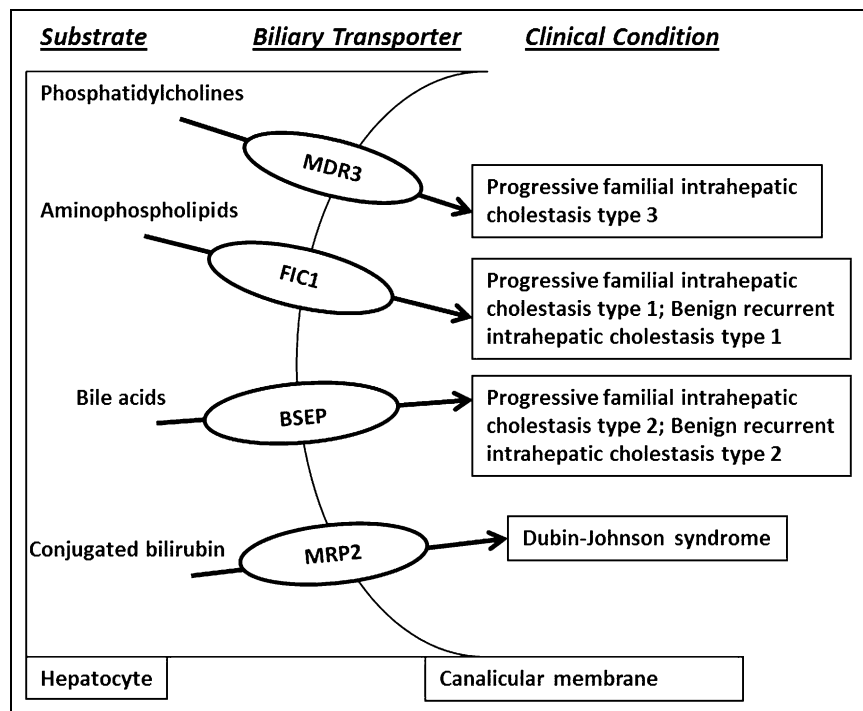 Substrate Biliary Transporter Clinical Condition
Phosphatidylcholines
MDR3
Progressive familial intrahepatic
cholestasis type 3
Aminophospholipids
FIC1
Progressive familial intrahepatic
cholestasis type 1; Benign recurrent
intrahepatic cholestasis type 1
Bile acids
BSEP
Progressive familial intrahepatic
cholestasis type 2; Benign recurrent
intrahepatic cholestasis type 2
Conjugated bilirubin
MRP2
Dubin-Johnson syndrome
Hepatocyte
Canalicular membrane